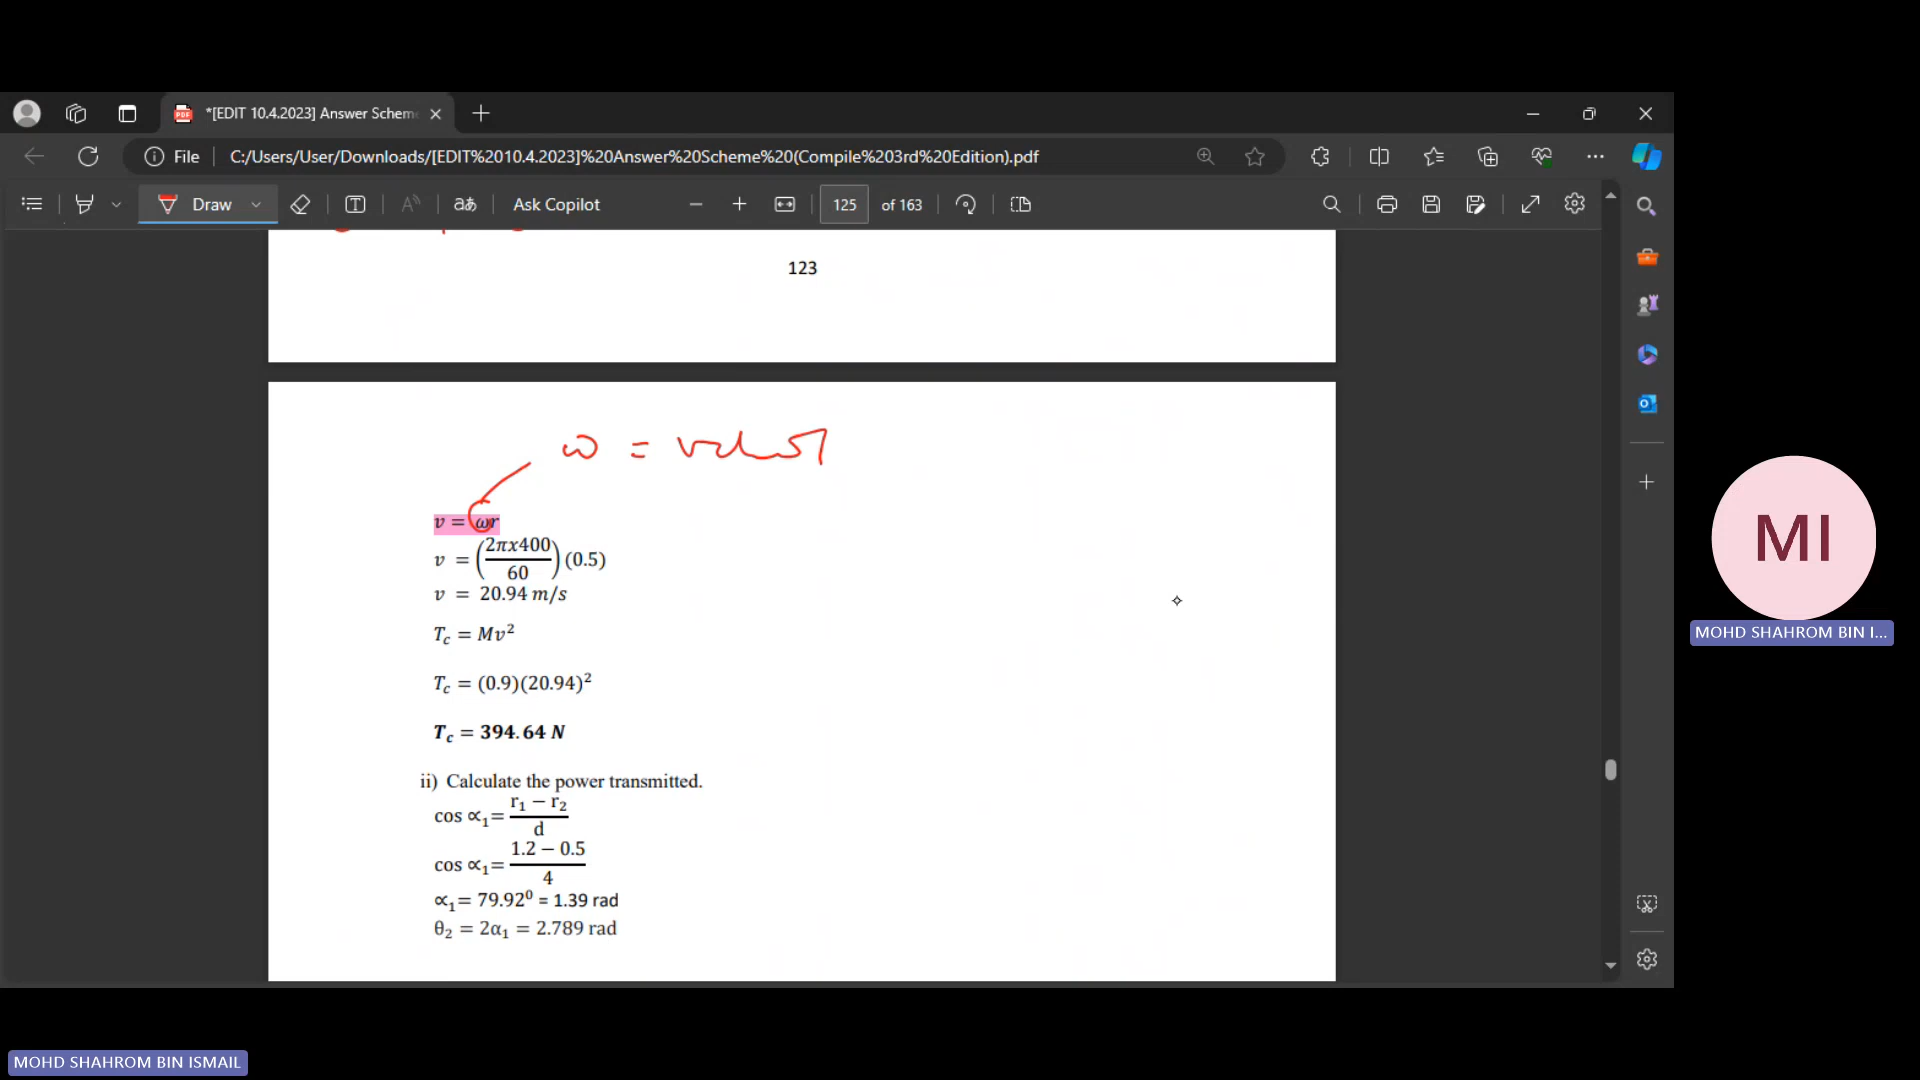 *[EDIT 10.4.2023] Answer Schem
File
C:/Users/User/Downloads/[EDIT%2010.4.2023]%20Answer%20Scheme%20(Compile%203rd%20Edition).pdf
Draw
aあ
Ask Copilot
125 of 163
123
ω =
v = ωr
v = (2πx400/60)(0.5)
v = 20.94 m/s
T_c = Mv²
T_c = (0.9)(20.94)²
T_c = 394.64 N
ii) Calculate the power transmitted.
cos ∝₁= (r₁ − r₂)/d
cos ∝₁= (1.2 − 0.5)/4
∝₁= 79.92⁰ = 1.39 rad
θ₂ = 2α₁ = 2.789 rad
MI
MOHD SHAHROM BIN I...
MOHD SHAHROM BIN ISMAIL